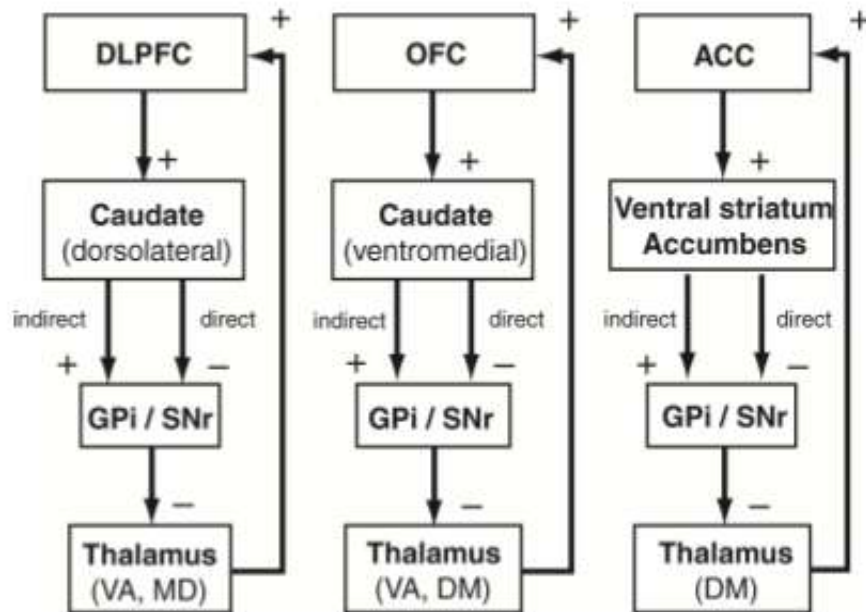 +
DLPFC
+
Caudate
(dorsolateral)
indirect
direct
+
−
GPi / SNr
−
Thalamus
(VA, MD)
+
OFC
+
Caudate
(ventromedial)
indirect
direct
+
−
GPi / SNr
−
Thalamus
(VA, DM)
+
ACC
+
Ventral striatum
Accumbens
indirect
direct
+
−
GPi / SNr
−
Thalamus
(DM)